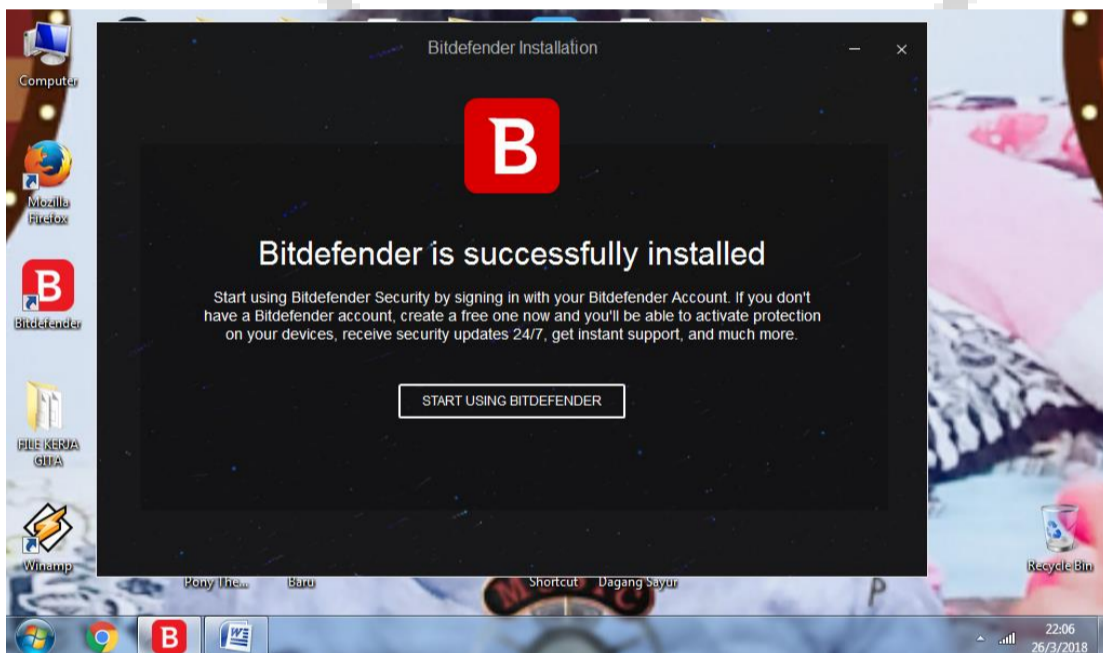 Bitdefender Installation
Computer
B
Mozilla
Firefox
Bitdefender is successfully installed
Start using Bitdefender Security by signing in with your Bitdefender Account. If you don't
have a Bitdefender account, create a free one now and you'll be able to activate protection
on your devices, receive security updates 24/7, get instant support, and much more.
B
Bitdefender
START USING BITDEFENDER
FILE KERJA
GITA
Winamp
Recycle Bin
Pony The...
Baru
Shortcut
Dagang Sayur
MUSIC
P
B
W
22:06
26/3/2018